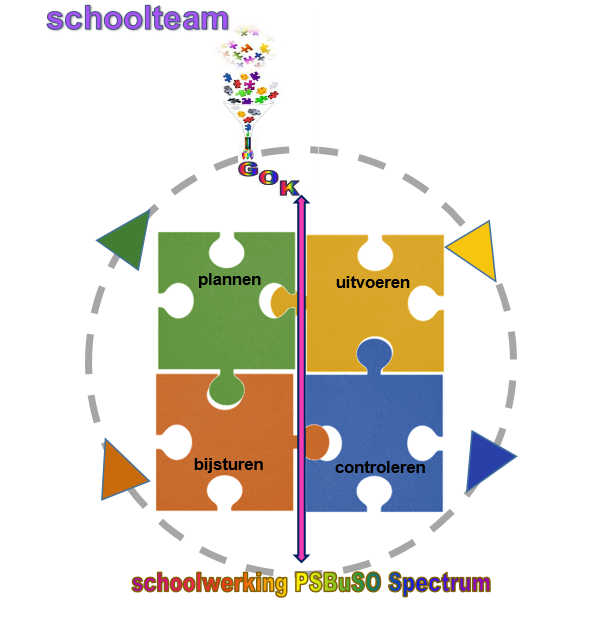 schoolteam
GOK
plannen
uitvoeren
bijsturen
controleren
schoolwerking PSBuSO Spectrum